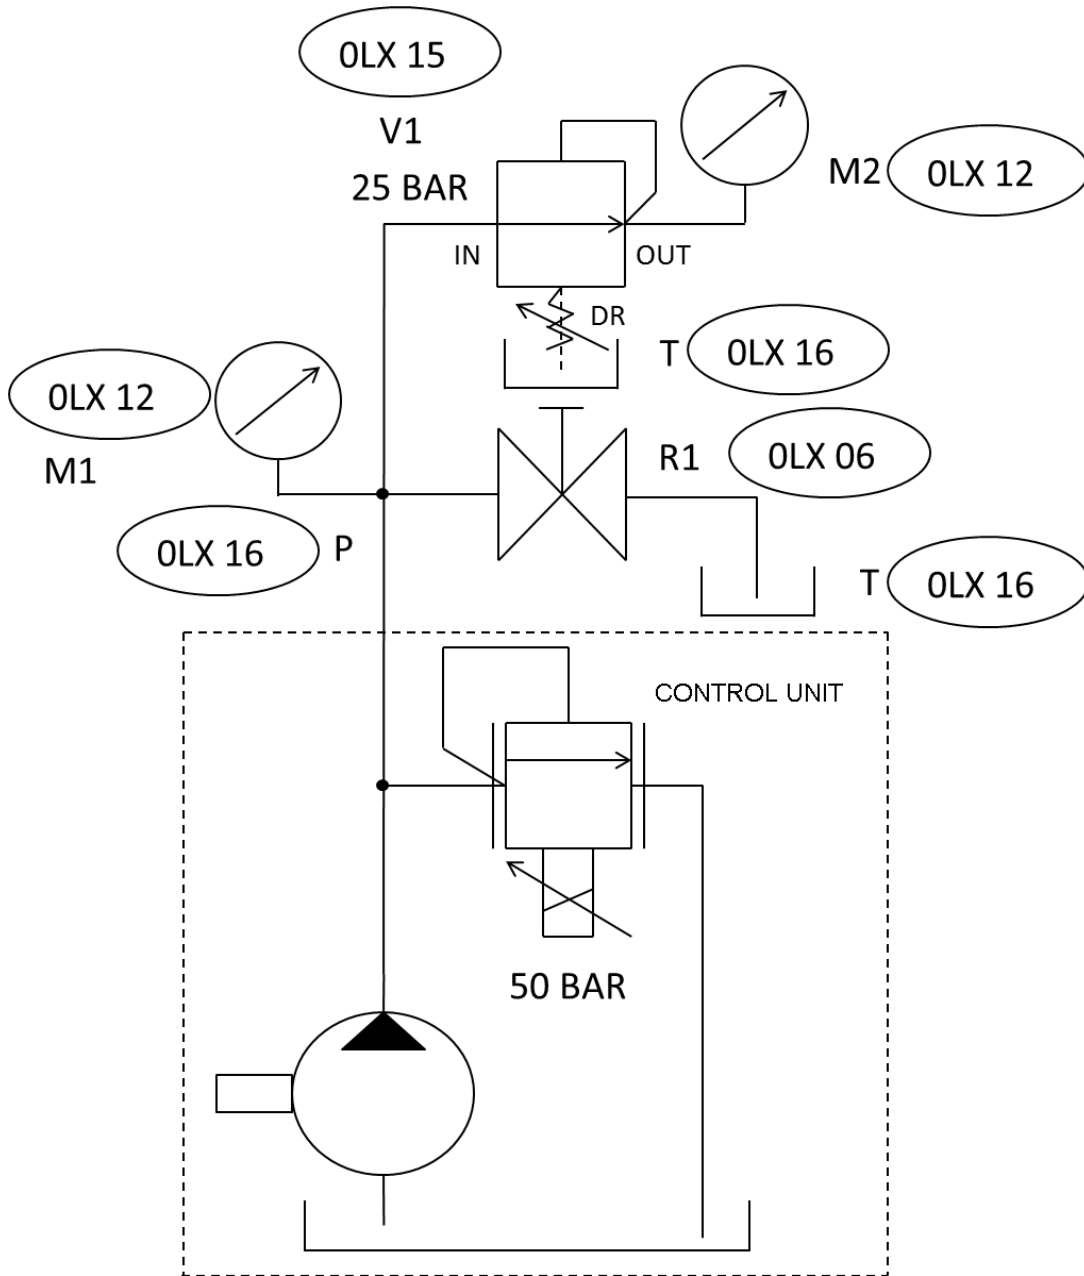 0LX 15
V1
25 BAR
M2
0LX 12
IN
OUT
DR
T
0LX 16
0LX 12
M1
R1
0LX 06
0LX 16
P
T
0LX 16
CONTROL UNIT
50 BAR